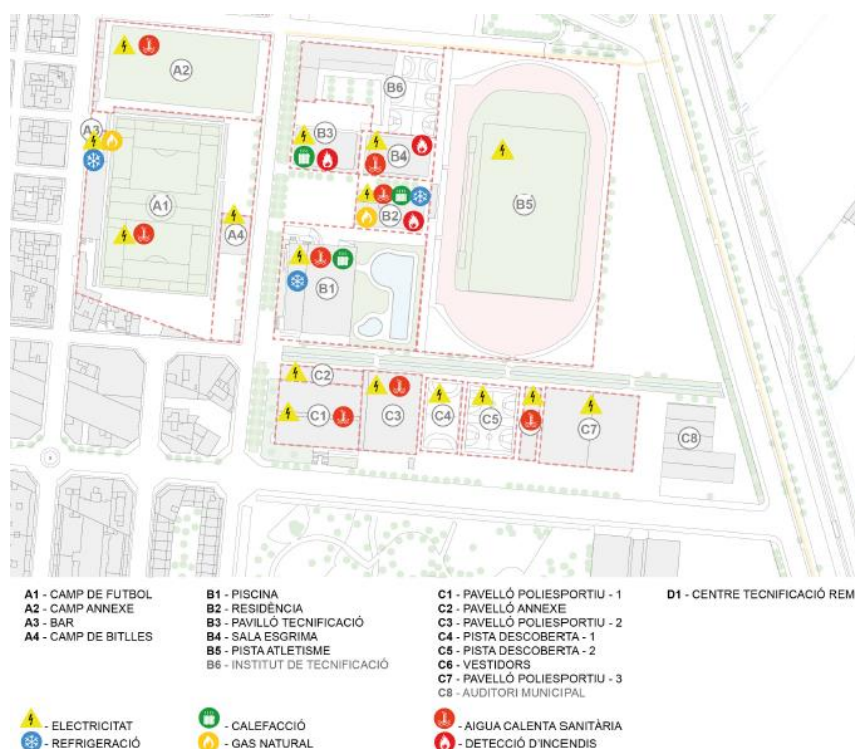 A2
B6
A3
B3
B4
A1
B5
B2
A4
B1
C2
C1
C3
C4
C5
C7
C8
A1 - CAMP DE FUTBOL
A2 - CAMP ANNEXE
A3 - BAR
A4 - CAMP DE BITLLES
B1 - PISCINA
B2 - RESIDÈNCIA
B3 - PAVILLÓ TECNIFICACIÓ
B4 - SALA ESGRIMA
B5 - PISTA ATLETISME
B6 - INSTITUT DE TECNIFICACIÓ
C1 - PAVELLÓ POLIESPORTIU - 1
C2 - PAVELLÓ ANNEXE
C3 - PAVELLÓ POLIESPORTIU - 2
C4 - PISTA DESCOBERTA - 1
C5 - PISTA DESCOBERTA - 2
C6 - VESTIDORS
C7 - PAVELLÓ POLIESPORTIU - 3
C8 - AUDITORI MUNICIPAL
D1 - CENTRE TECNIFICACIÓ REM
- ELECTRICITAT
- REFRIGERACIÓ
- CALEFACCIÓ
- GAS NATURAL
- AIGUA CALENTA SANITÀRIA
- DETECCIÓ D'INCENDIS